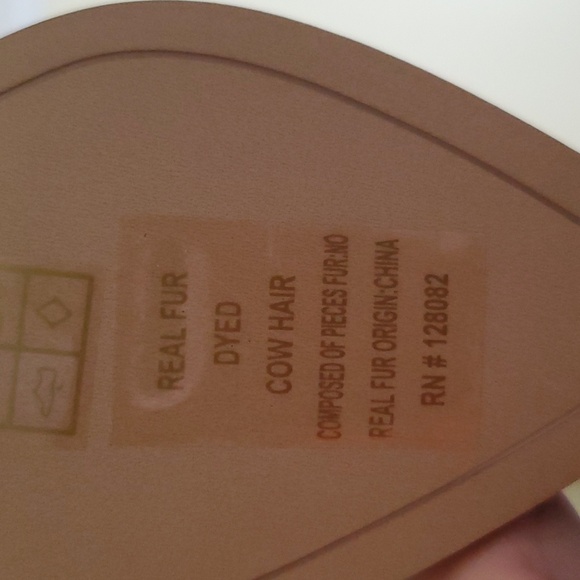 REAL FUR
DYED
COW HAIR
COMPOSED OF PIECES FUR:NO
REAL FUR ORIGIN:CHINA
RN # 128082